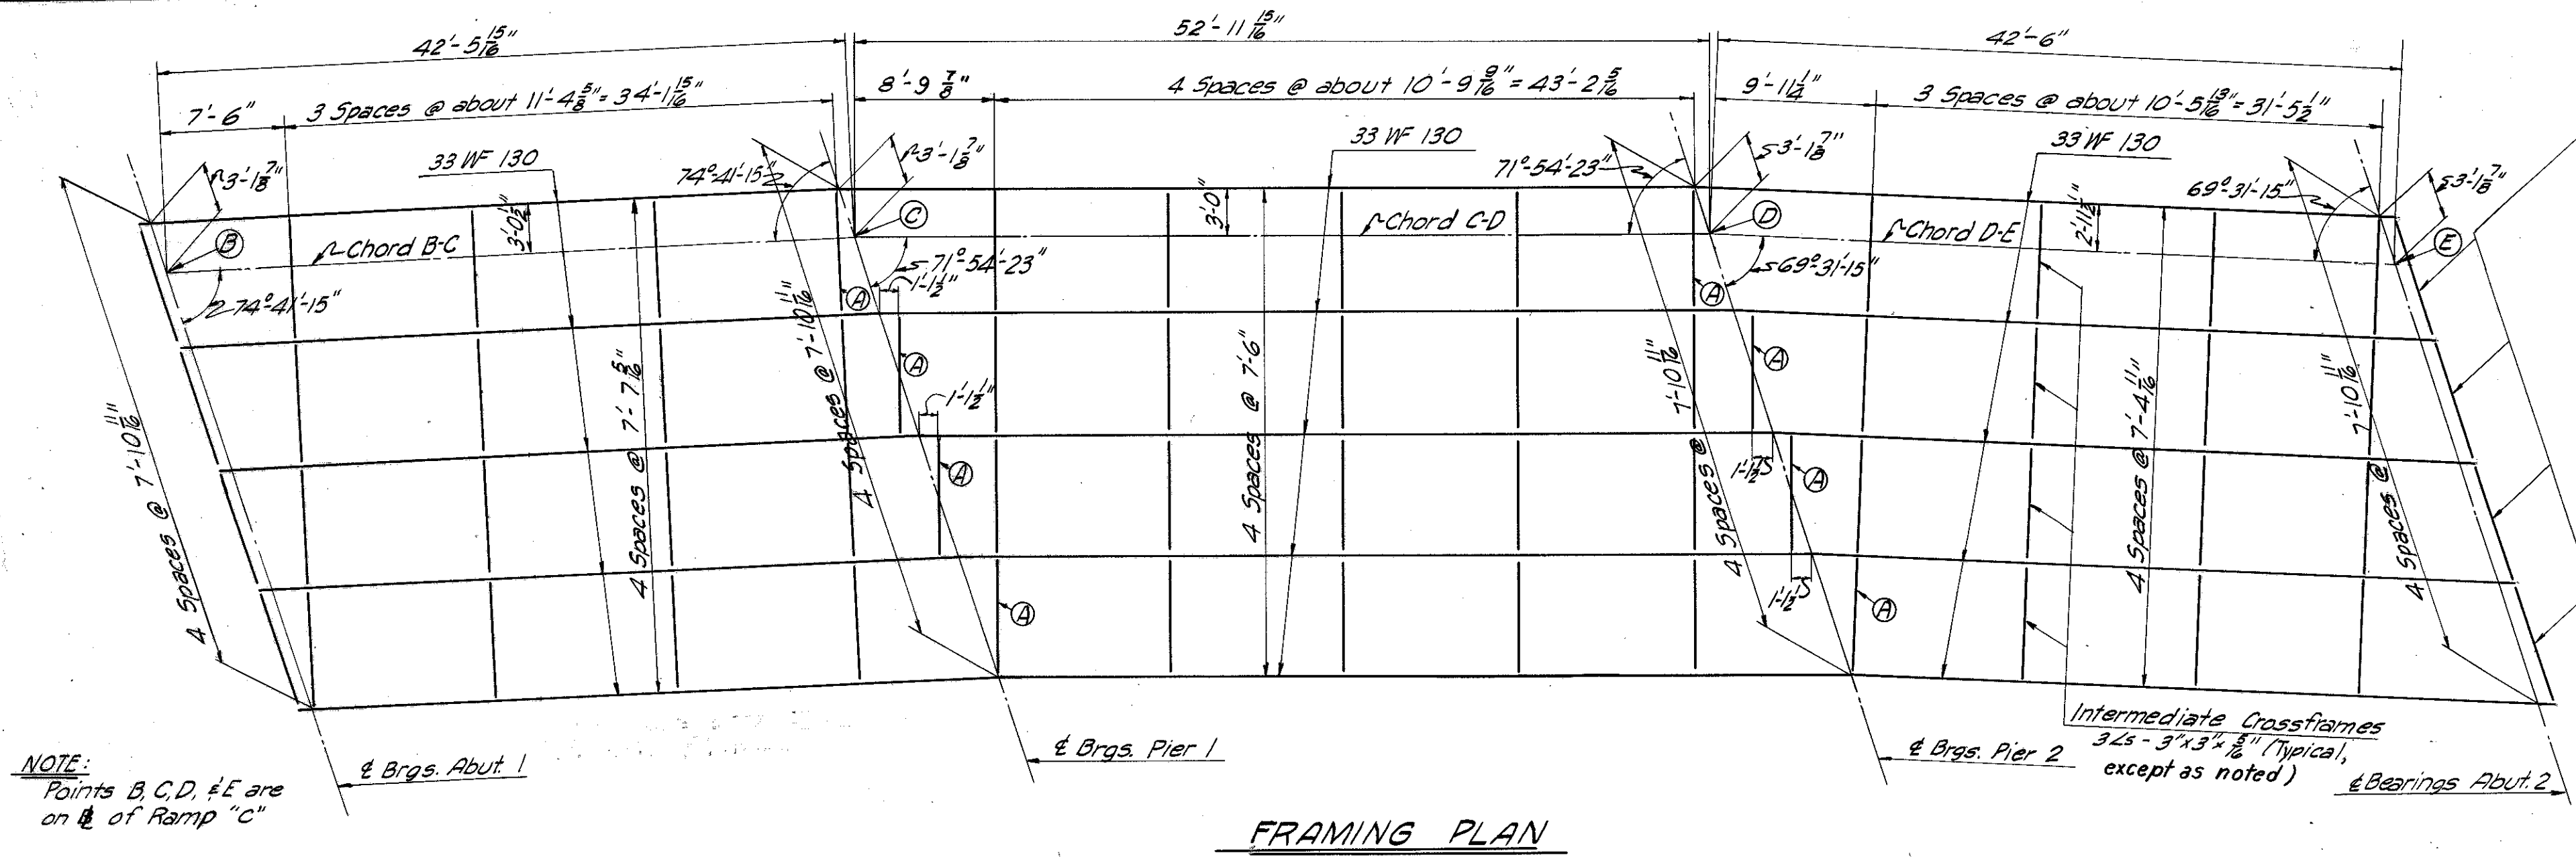 42'-5 15/16"
52'-11 15/16"
42'-6"
7'-6"
3 Spaces @ about 11'-4 5/8" = 34'-1 15/16"
8'-9 7/8"
4 Spaces @ about 10'-9 9/16" = 43'-2 5/16
9'-11 1/4"
3 Spaces @ about 10'-5 13/16" = 31'-5 1/2"
33 WF 130
33 WF 130
33 WF 130
3'-1 7/8"
74°-41'-15"
3'-1 7/8"
71°-54'-23"
3'-1 7/8"
69°-31'-15"
3'-1 7/8"
B
Chord B-C
3'-0 1/2"
C
3'-0"
Chord C-D
D
Chord D-E
2'-11 1/2"
E
74°-41'-15"
71°-54'-23"
1'-1 1/2"
69°-31'-15"
A
A
A
A
1'-1 1/2"
A
A
1'-1 1/2"
A
1'-1 1/2"
A
4 Spaces @ 7'-10 11/16"
4 Spaces @ 7'-7 5/16"
4 Spaces @ 7'-10 11/16"
4 Spaces @ 7'-6"
4 Spaces @ 7'-10 11/16"
4 Spaces @ 7'-4 11/16"
4 Spaces @ 7'-10 11/16"
Intermediate Crossframes
3∠s - 3"x3"x 5/16" (Typical,
except as noted)
℄ Brgs. Abut. 1
℄ Brgs. Pier 1
℄ Brgs. Pier 2
℄ Bearings Abut. 2
NOTE:
Points B, C, D, & E are
on ℄ of Ramp "C"
FRAMING PLAN